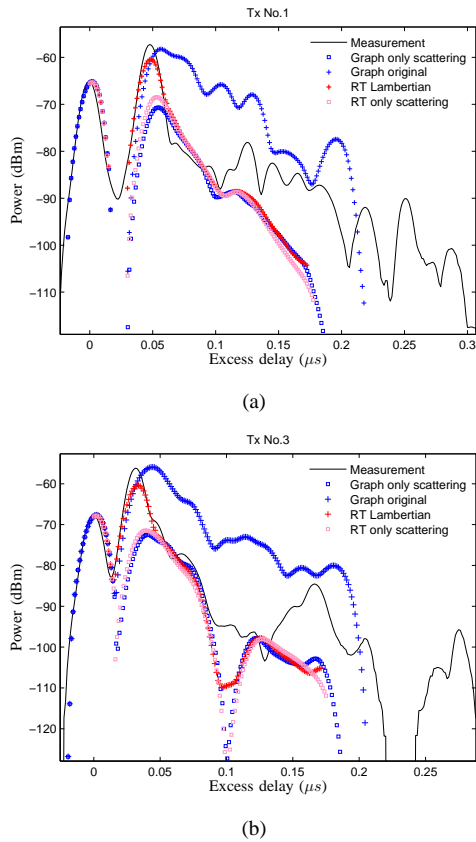 Tx No.1
Measurement
Graph only scattering
Graph original
RT Lambertian
RT only scattering
Power (dBm)
−60
−70
−80
−90
−100
−110
0 0.05 0.1 0.15 0.2 0.25 0.3
Excess delay (μs)
(a)
Tx No.3
Measurement
Graph only scattering
Graph original
RT Lambertian
RT only scattering
Power (dBm)
−60
−70
−80
−90
−100
−110
−120
0 0.05 0.1 0.15 0.2 0.25
Excess delay (μs)
(b)